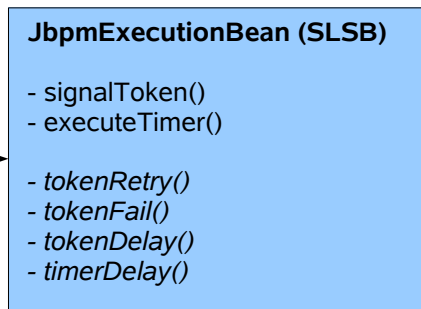 JbpmExecutionBean (SLSB)
- signalToken()
- executeTimer()
- tokenRetry()
- tokenFail()
- tokenDelay()
- timerDelay()